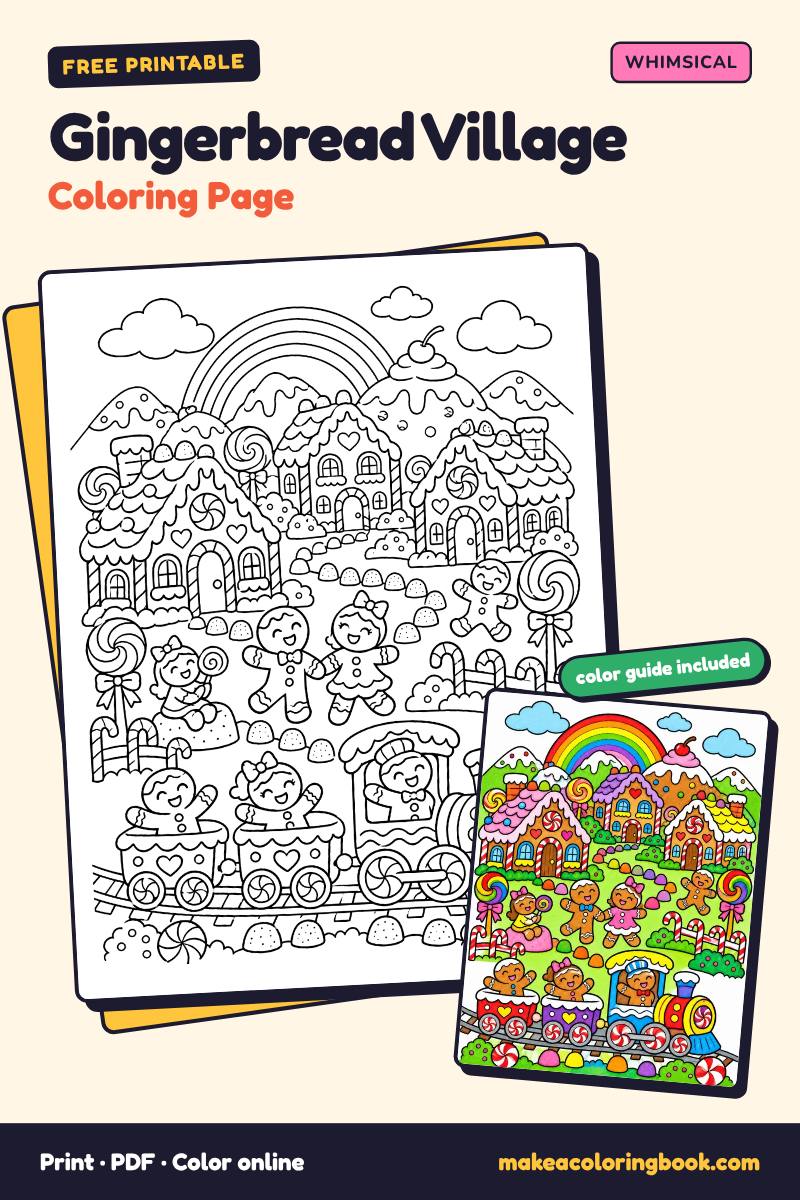 FREE PRINTABLE
WHIMSICAL
Gingerbread Village
Coloring Page
color guide included
Print · PDF · Color online
makeacoloringbook.com